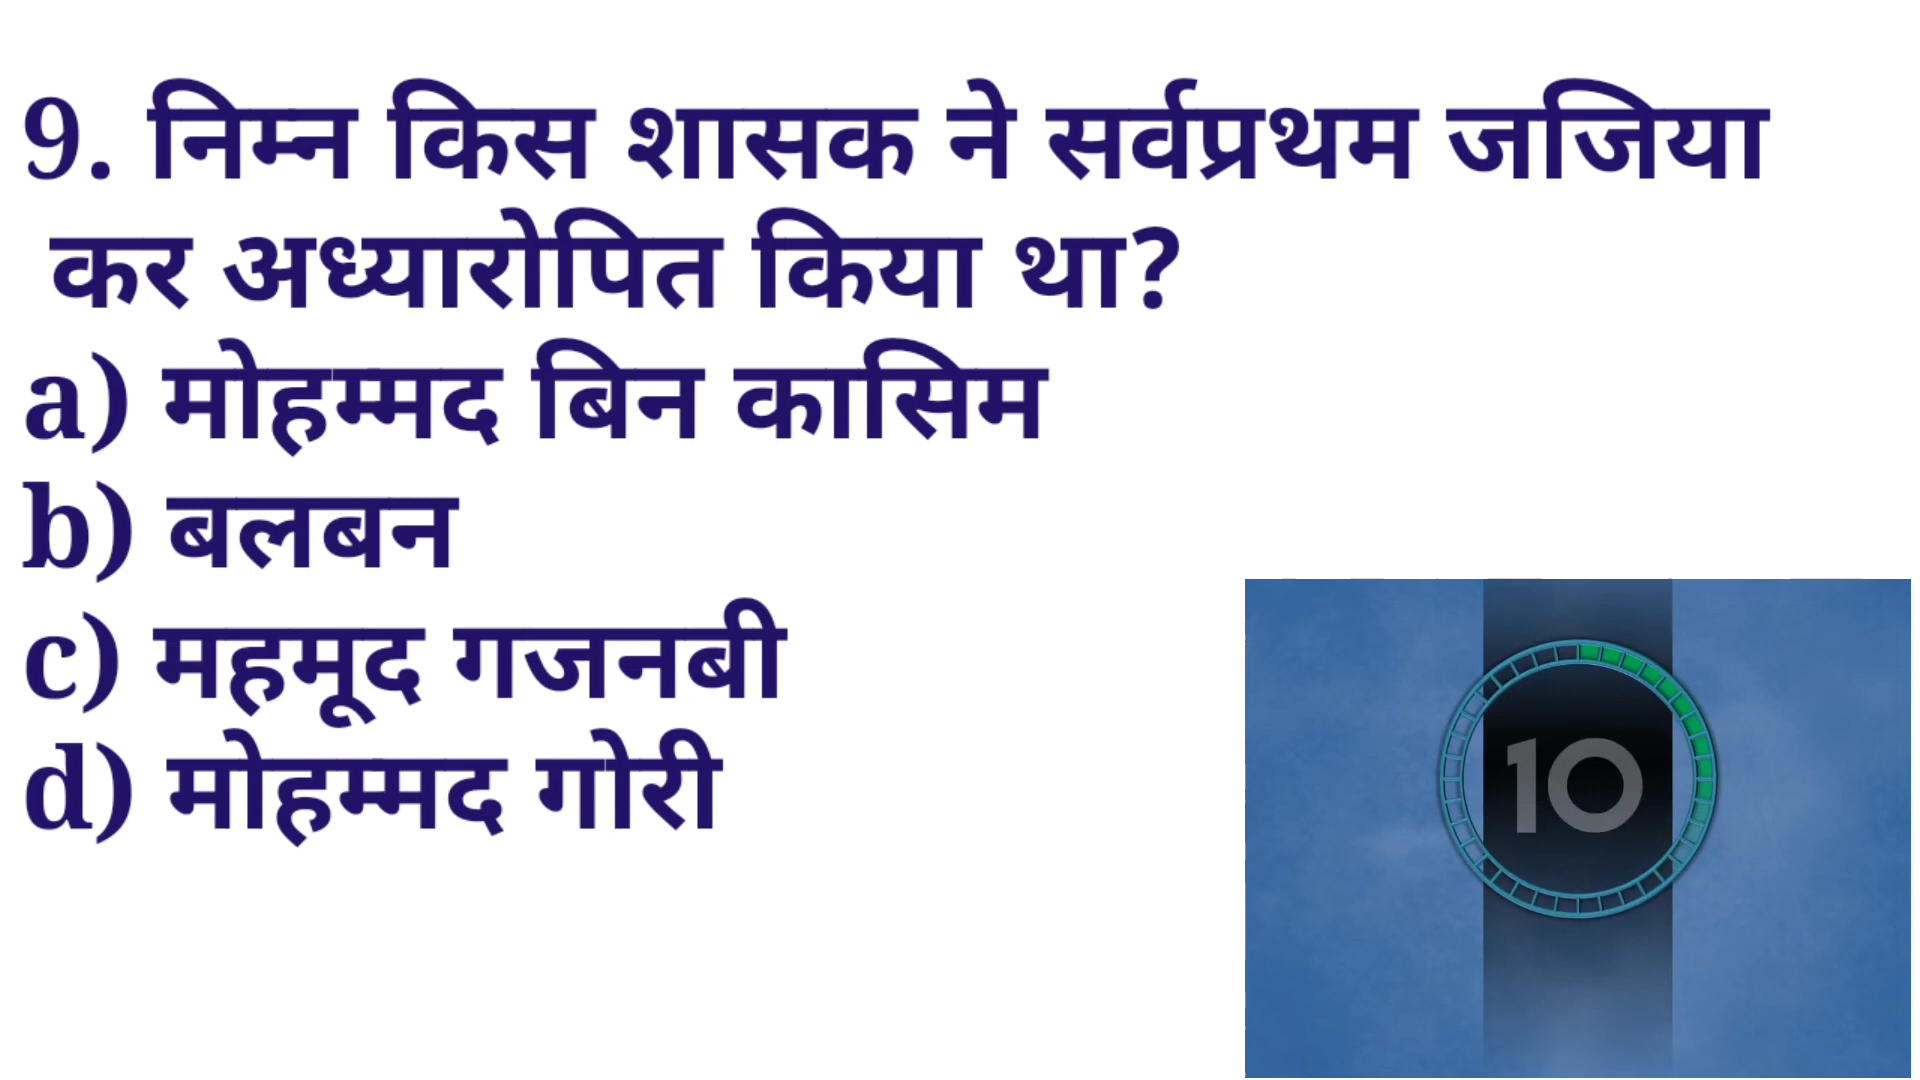 9. निम्न किस शासक ने सर्वप्रथम जजिया
कर अध्यारोपित किया था?
a) मोहम्मद बिन कासिम
b) बलबन
c) महमूद गजनबी
d) मोहम्मद गोरी
10